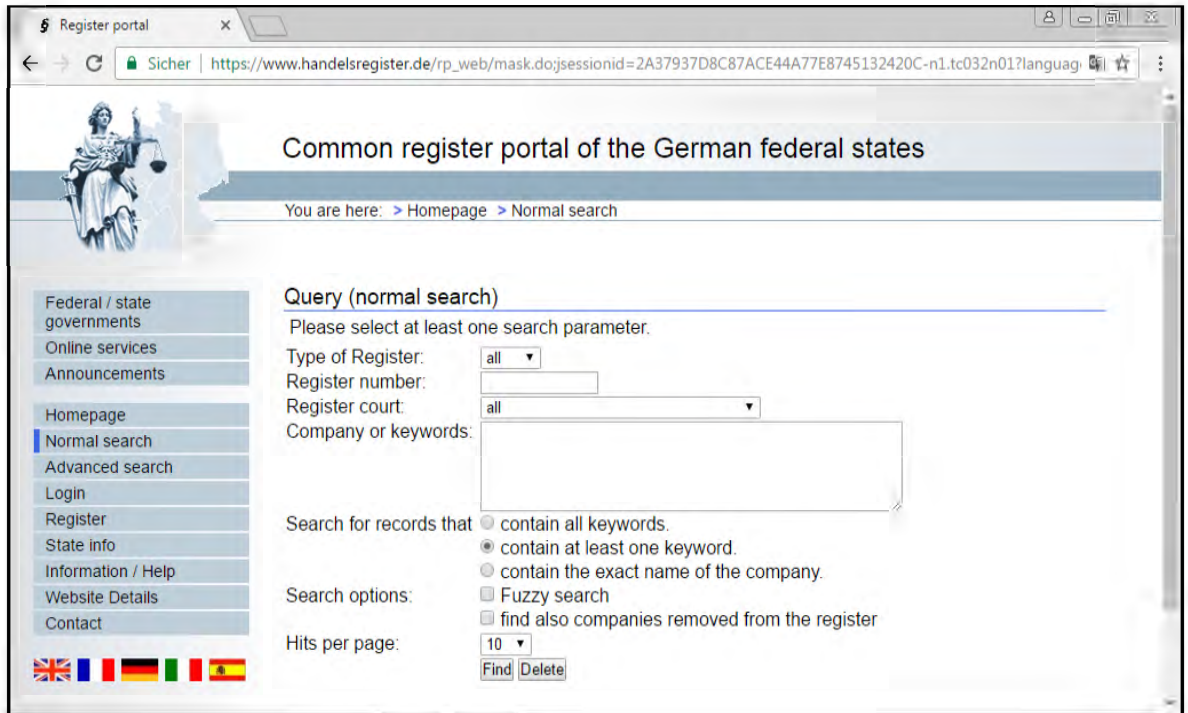 § Register portal ×
Sicher | https://www.handelsregister.de/rp_web/mask.do;jsessionid=2A37937D8C87ACE44A77E8745132420C-n1.tc032n01?languag
Common register portal of the German federal states
You are here: > Homepage > Normal search
Federal / state
governments
Online services
Announcements
Homepage
Normal search
Advanced search
Login
Register
State info
Information / Help
Website Details
Contact
Query (normal search)
Please select at least one search parameter.
Type of Register: all
Register number:
Register court: all
Company or keywords:
Search for records that contain all keywords.
contain at least one keyword.
contain the exact name of the company.
Search options: Fuzzy search
find also companies removed from the register
Hits per page: 10
Find Delete